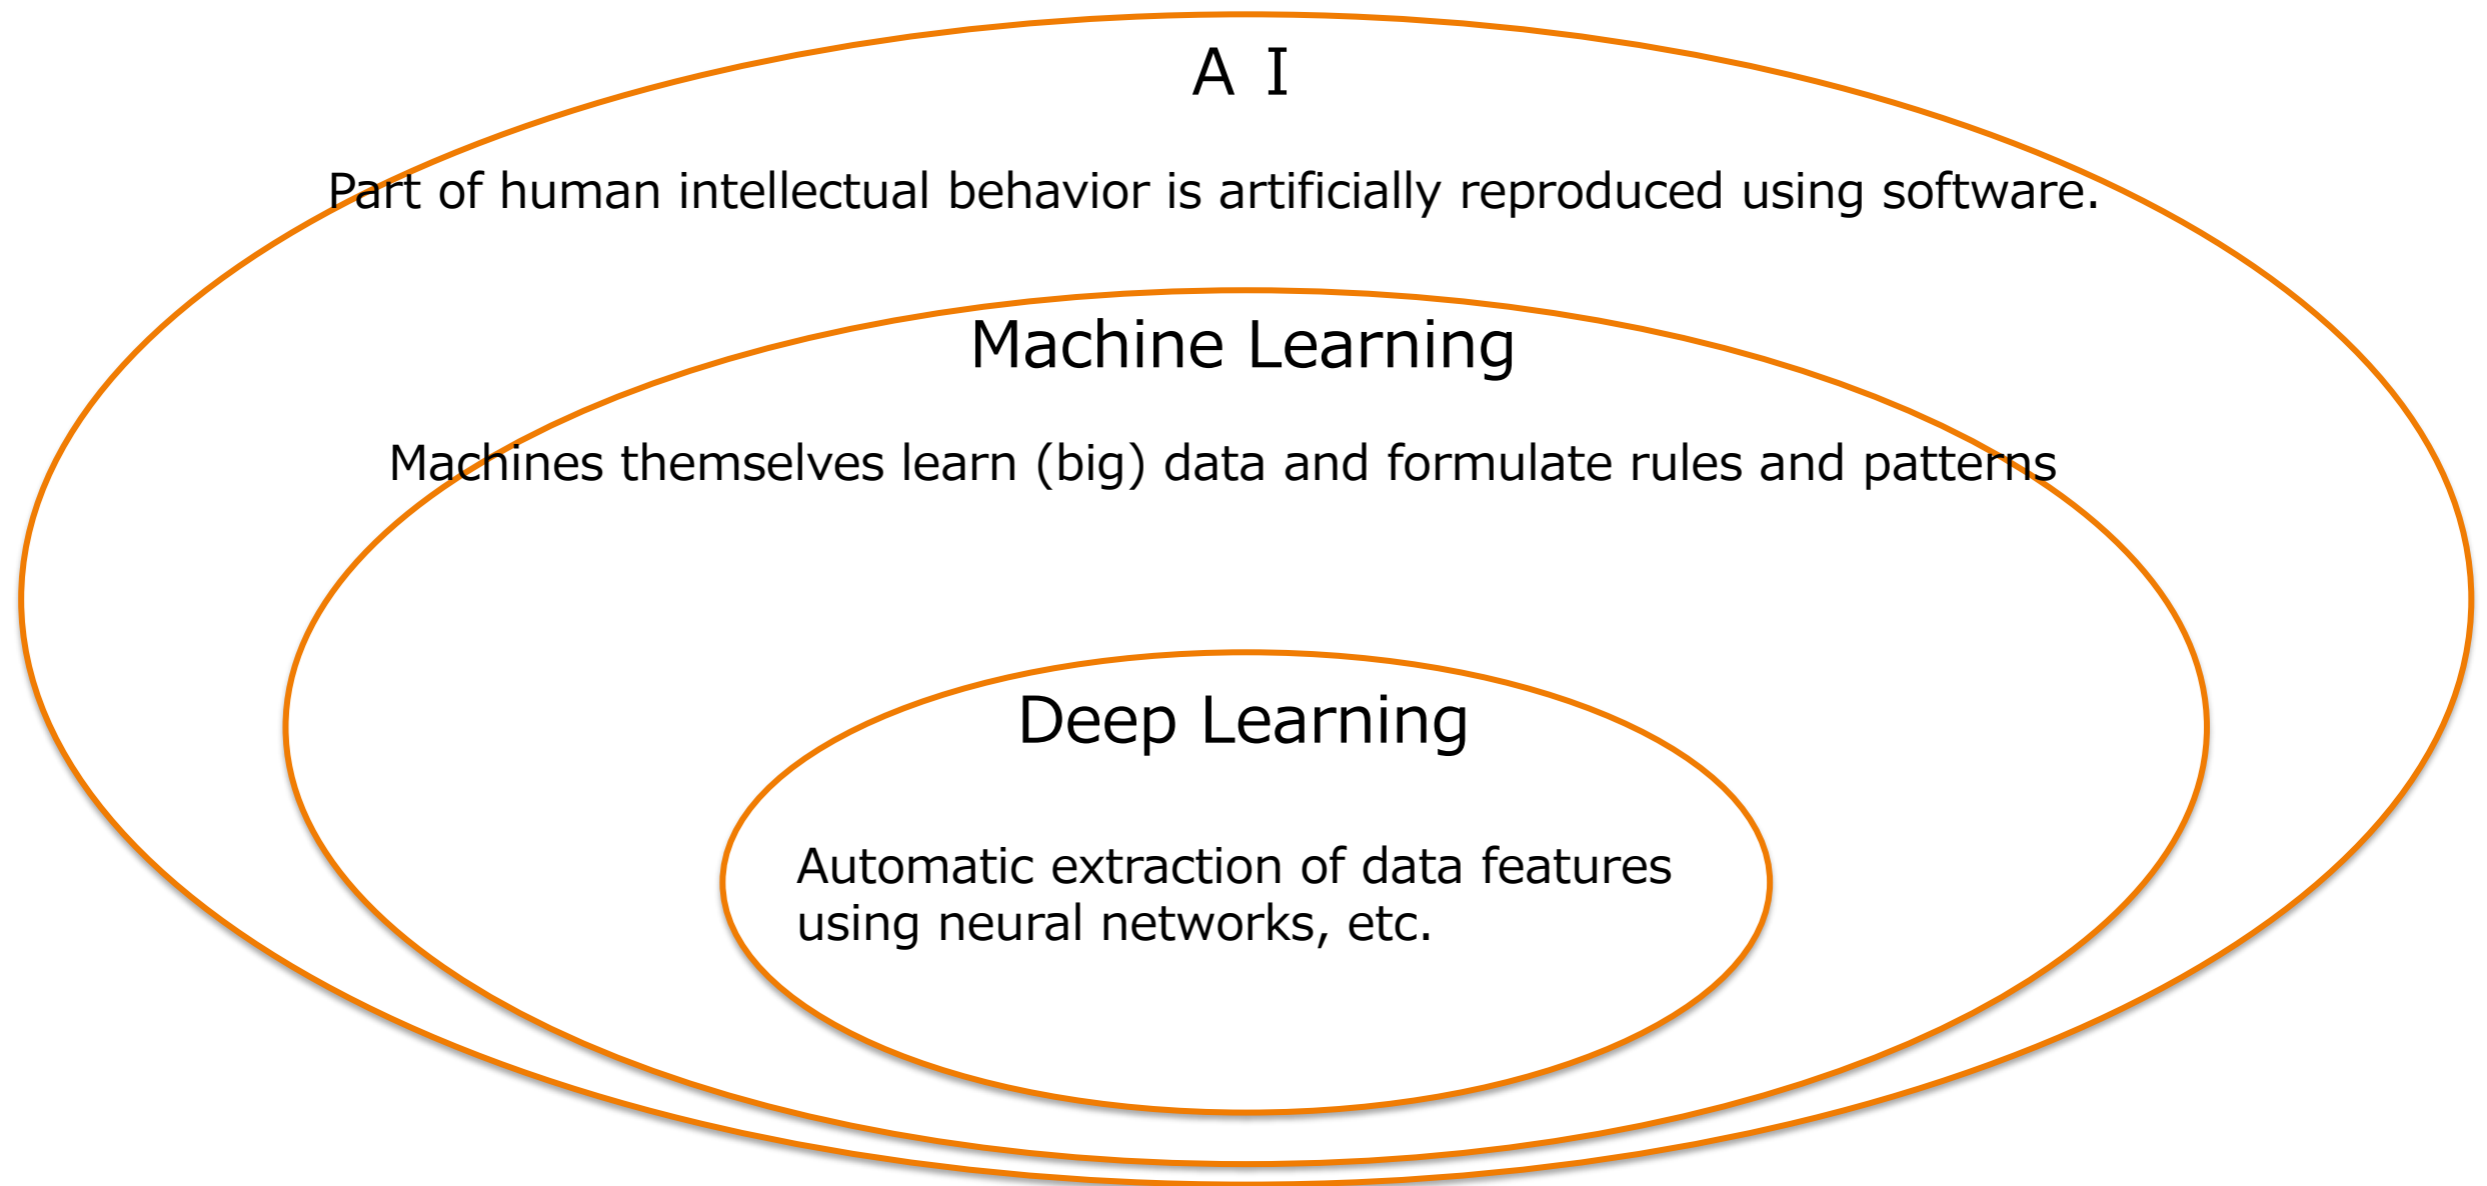 A I
Part of human intellectual behavior is artificially reproduced using software.
Machine Learning
Machines themselves learn (big) data and formulate rules and patterns
Deep Learning
Automatic extraction of data features
using neural networks, etc.